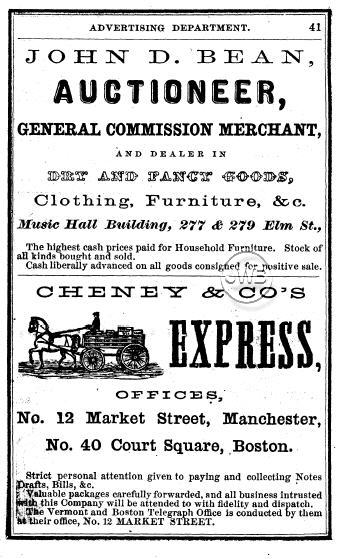 ADVERTISING DEPARTMENT. 41
JOHN D. BEAN,
AUCTIONEER,
GENERAL COMMISSION MERCHANT,
AND DEALER IN
DRY AND FANCY GOODS,
Clothing, Furniture, &c.
Music Hall Building, 277 & 279 Elm St.,
The highest cash prices paid for Household Furniture. Stock of
all kinds bought and sold.
Cash liberally advanced on all goods consigned for positive sale.
CHENEY & CO'S
EXPRESS,
OFFICES,
No. 12 Market Street, Manchester,
No. 40 Court Square, Boston.
Strict personal attention given to paying and collecting Notes
Drafts, Bills, &c.
Valuable packages carefully forwarded, and all business intrusted
with this Company will be attended to with fidelity and dispatch.
The Vermont and Boston Telegraph Office is conducted by them
at their office, No. 12 MARKET STREET.